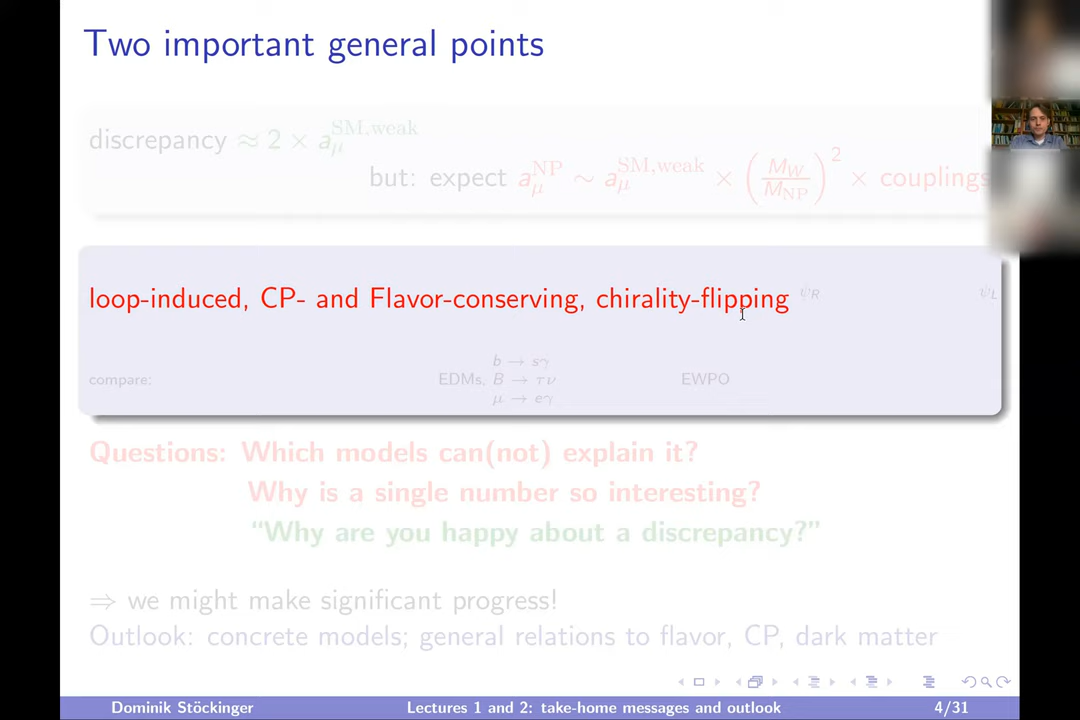 Two important general points
discrepancy ≈ 2 × a_μ^{SM,weak}
but: expect a_μ^{NP} ∼ a_μ^{SM,weak} × (M_W / M_{NP})^2 × couplings
loop-induced, CP- and Flavor-conserving, chirality-flipping ψ_R ψ_L
b → sγ
compare: EDMs, B → τν EWPO
μ → eγ
Questions: Which models can(not) explain it?
Why is a single number so interesting?
“Why are you happy about a discrepancy?”
⇒ we might make significant progress!
Outlook: concrete models; general relations to flavor, CP, dark matter
Dominik Stöckinger Lectures 1 and 2: take-home messages and outlook 4/31